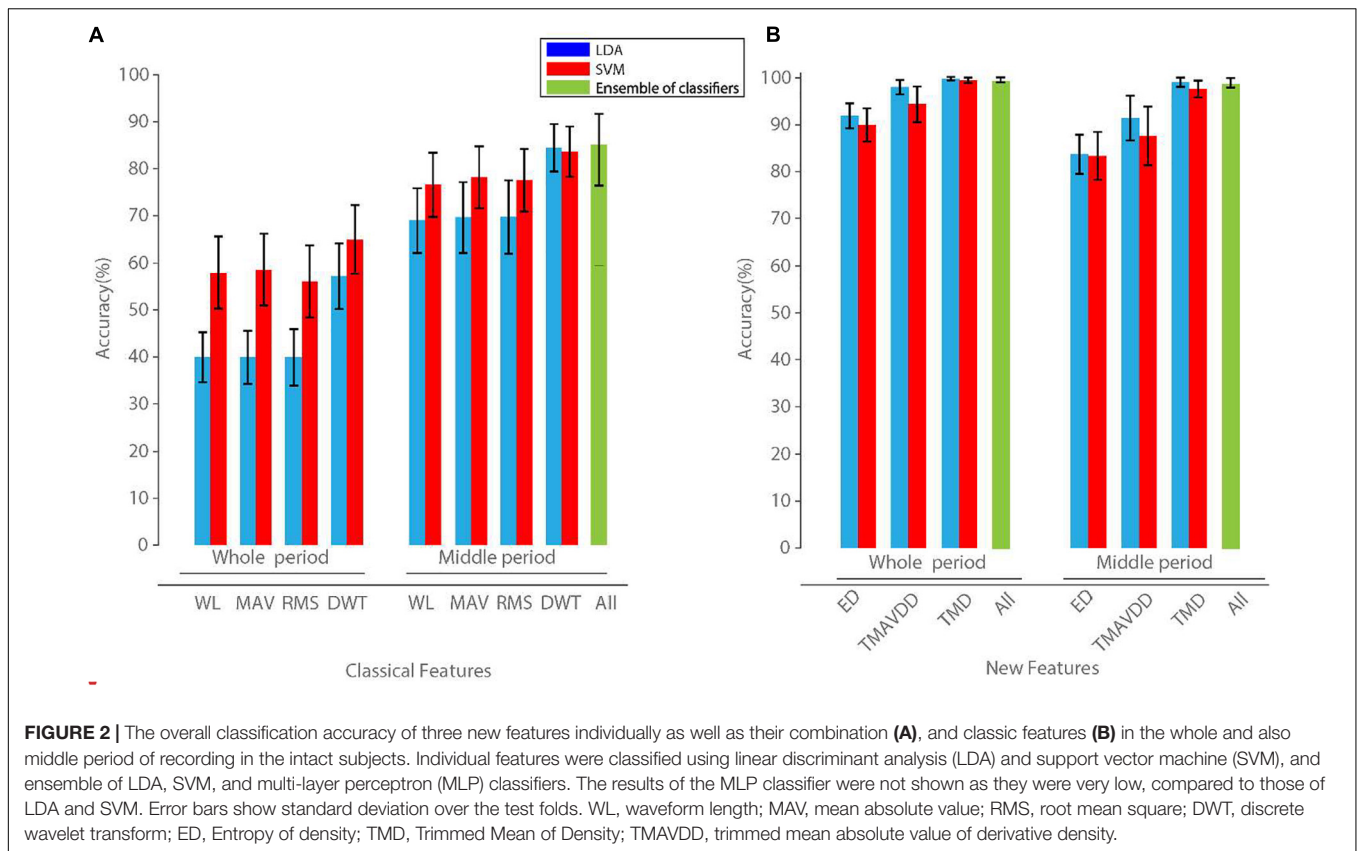 A
B
LDA
SVM
Ensemble of classifiers
100
90
80
70
60
50
40
30
20
10
0
Accuracy(%)
Whole period
Middle period
WL MAV RMS DWT WL MAV RMS DWT All
Classical Features
100
90
80
70
60
50
40
30
20
10
0
Accuracy(%)
Whole period
Middle period
ED TMAVDD TMD All ED TMAVDD TMD All
New Features
FIGURE 2 | The overall classification accuracy of three new features individually as well as their combination (A), and classic features (B) in the whole and also
middle period of recording in the intact subjects. Individual features were classified using linear discriminant analysis (LDA) and support vector machine (SVM), and
ensemble of LDA, SVM, and multi-layer perceptron (MLP) classifiers. The results of the MLP classifier were not shown as they were very low, compared to those of
LDA and SVM. Error bars show standard deviation over the test folds. WL, waveform length; MAV, mean absolute value; RMS, root mean square; DWT, discrete
wavelet transform; ED, Entropy of density; TMD, Trimmed Mean of Density; TMAVDD, trimmed mean absolute value of derivative density.